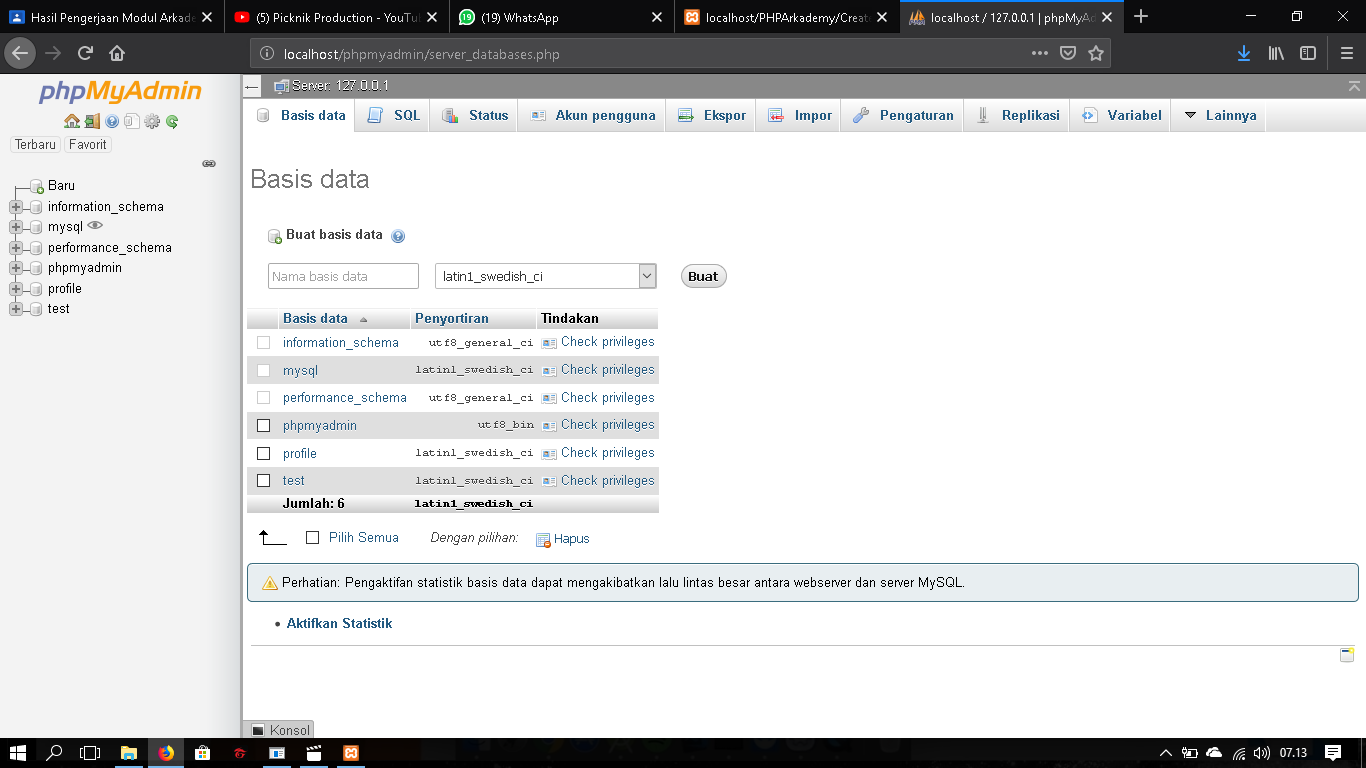 Hasil Pengerjaan Modul Arkade
(5) Picknik Production - YouTu
(19) WhatsApp
localhost/PHPArkademy/Creat
localhost / 127.0.0.1 | phpMyAd
localhost/phpmyadmin/server_databases.php
phpMyAdmin
Terbaru Favorit
Baru
information_schema
mysql
performance_schema
phpmyadmin
profile
test
Server: 127.0.0.1
Basis data SQL Status Akun pengguna Ekspor Impor Pengaturan Replikasi Variabel Lainnya
Basis data
Buat basis data
Nama basis data latin1_swedish_ci Buat
Basis data Penyortiran Tindakan
information_schema utf8_general_ci Check privileges
mysql latin1_swedish_ci Check privileges
performance_schema utf8_general_ci Check privileges
phpmyadmin utf8_bin Check privileges
profile latin1_swedish_ci Check privileges
test latin1_swedish_ci Check privileges
Jumlah: 6 latin1_swedish_ci
Pilih Semua Dengan pilihan: Hapus
Perhatian: Pengaktifan statistik basis data dapat mengakibatkan lalu lintas besar antara webserver dan server MySQL.
• Aktifkan Statistik
Konsol
07.13